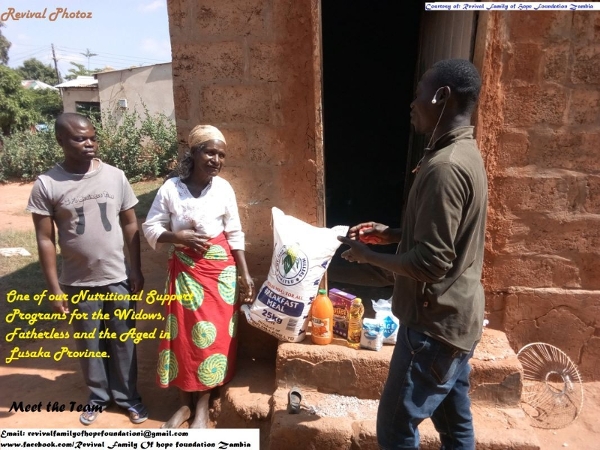 Revival Photoz
Courtesy of: Revival Family of Hope Foundation Zambia
BREAKFAST
MEAL
25kg
One of our Nutritional Support
Programs for the Widows,
Fatherless and the Aged in
Lusaka Province.
Meet the Team
Email: revivalfamilyofhopefoundation1@gmail.com
www.facebook.com/Revival Family Of hope foundation Zambia